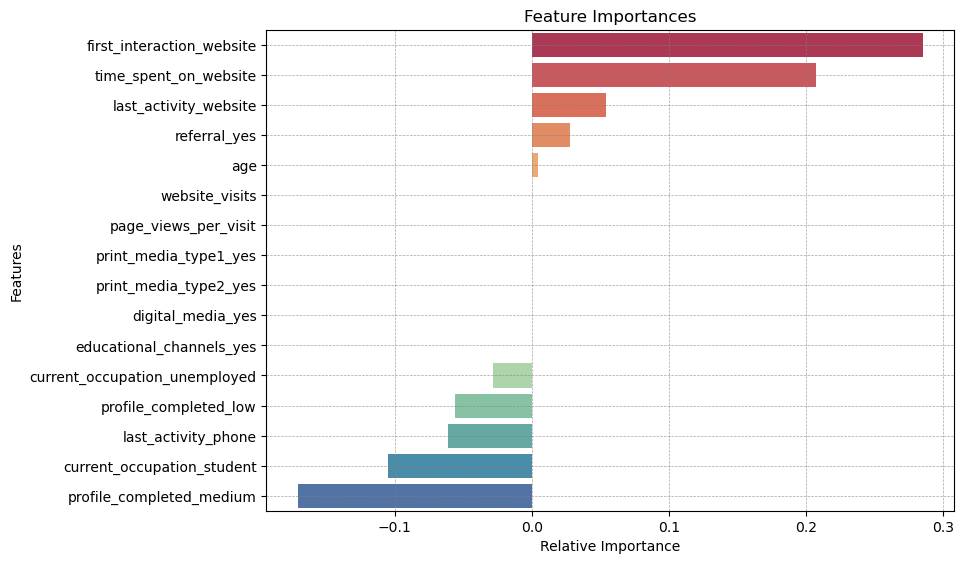 Feature Importances
first_interaction_website
time_spent_on_website
last_activity_website
referral_yes
age
website_visits
page_views_per_visit
print_media_type1_yes
print_media_type2_yes
digital_media_yes
educational_channels_yes
current_occupation_unemployed
profile_completed_low
last_activity_phone
current_occupation_student
profile_completed_medium
Features
−0.1 0.0 0.1 0.2 0.3
Relative Importance